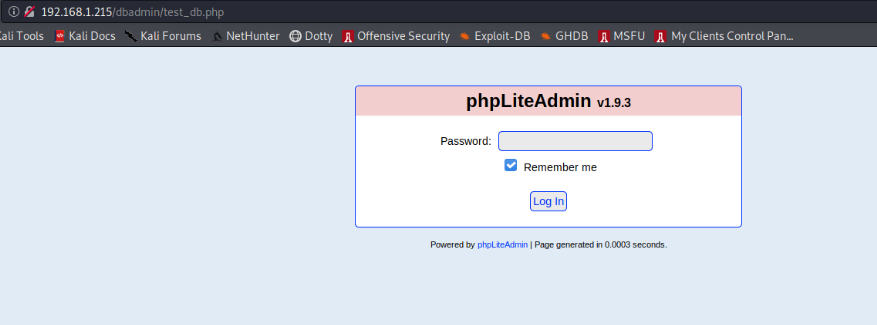 192.168.1.215/dbadmin/test_db.php
Kali Tools Kali Docs Kali Forums NetHunter Dotty Offensive Security Exploit-DB GHDB MSFU My Clients Control Pan...
phpLiteAdmin v1.9.3
Password:
Remember me
Log In
Powered by phpLiteAdmin | Page generated in 0.0003 seconds.